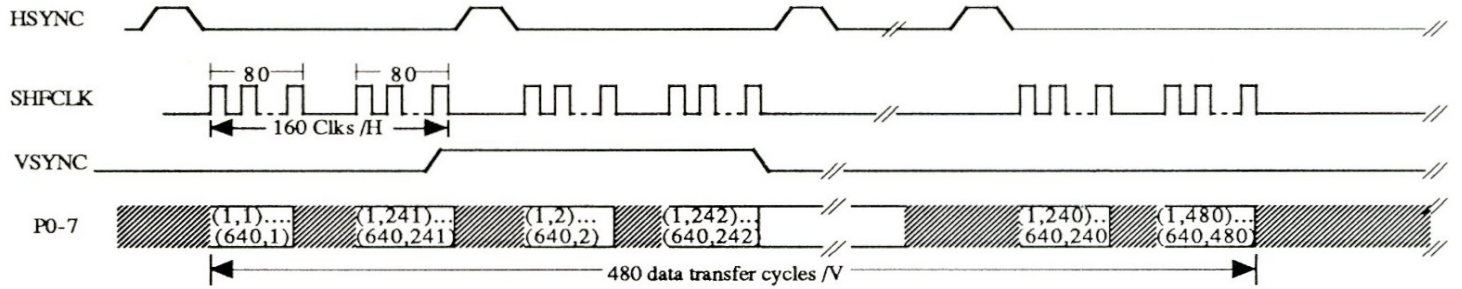 HSYNC
80 80
SHFCLK
160 Clks /H
VSYNC
P0-7
(1,1).... (1,241)... (1,2)... (1,242)... (1,240).. (1,480)...
(640,1) (640,241) (640,2) (640,242) 640,240 (640,480)
480 data transfer cycles /V